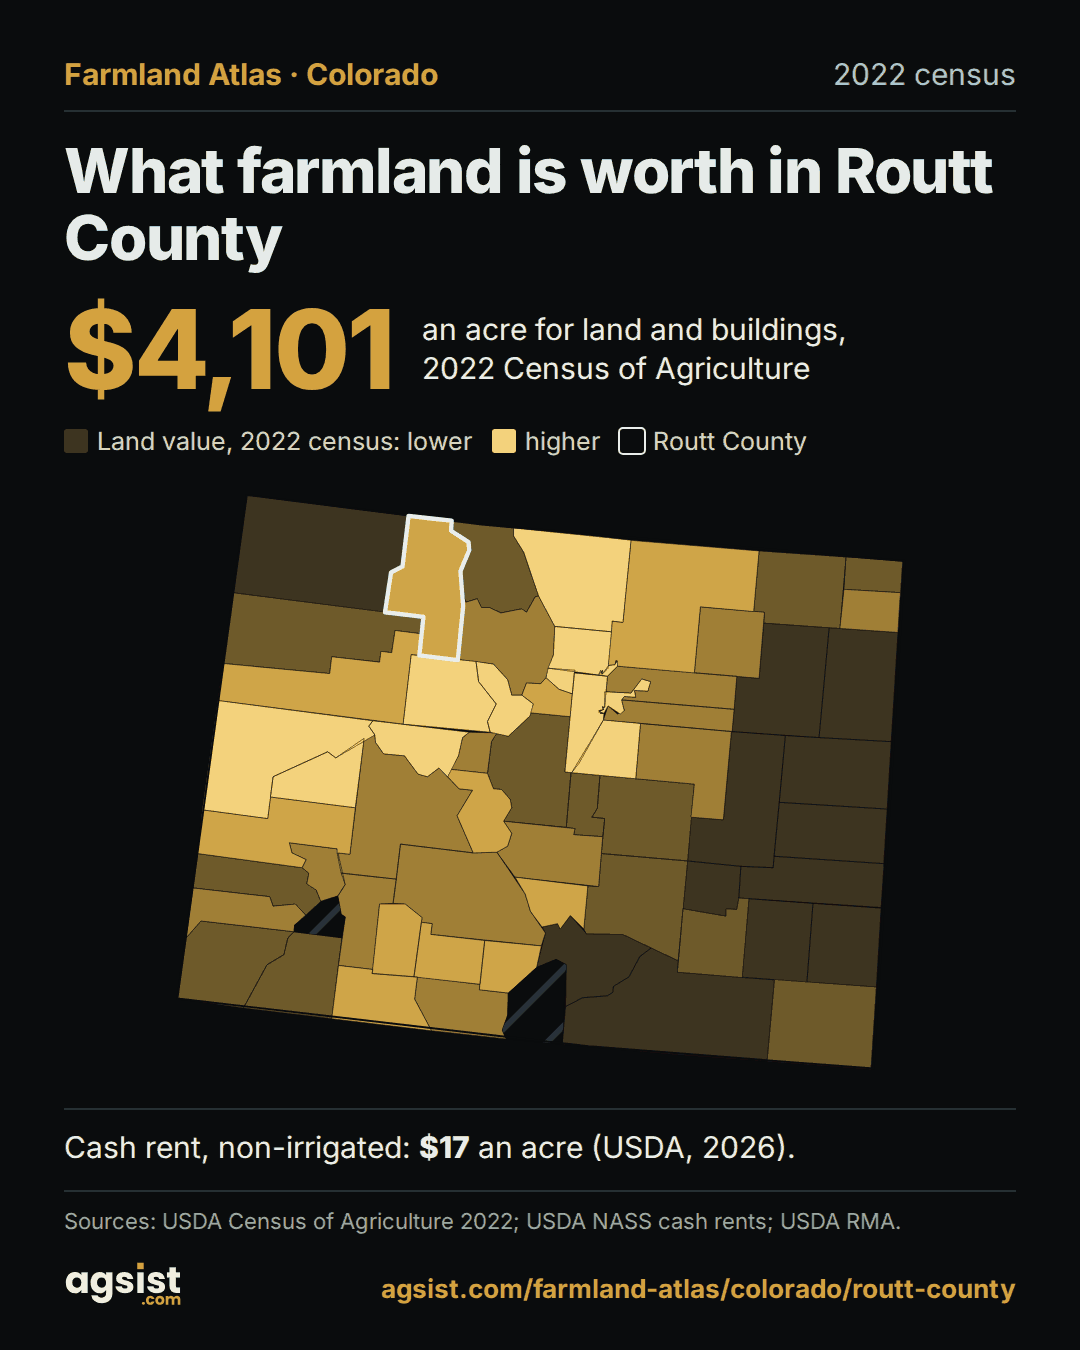 Farmland Atlas · Colorado
2022 census
What farmland is worth in Routt
County
$4,101
an acre for land and buildings,
2022 Census of Agriculture
Land value, 2022 census: lower
higher
Routt County
Cash rent, non-irrigated: $17 an acre (USDA, 2026).
Sources: USDA Census of Agriculture 2022; USDA NASS cash rents; USDA RMA.
agsist
.com
agsist.com/farmland-atlas/colorado/routt-county